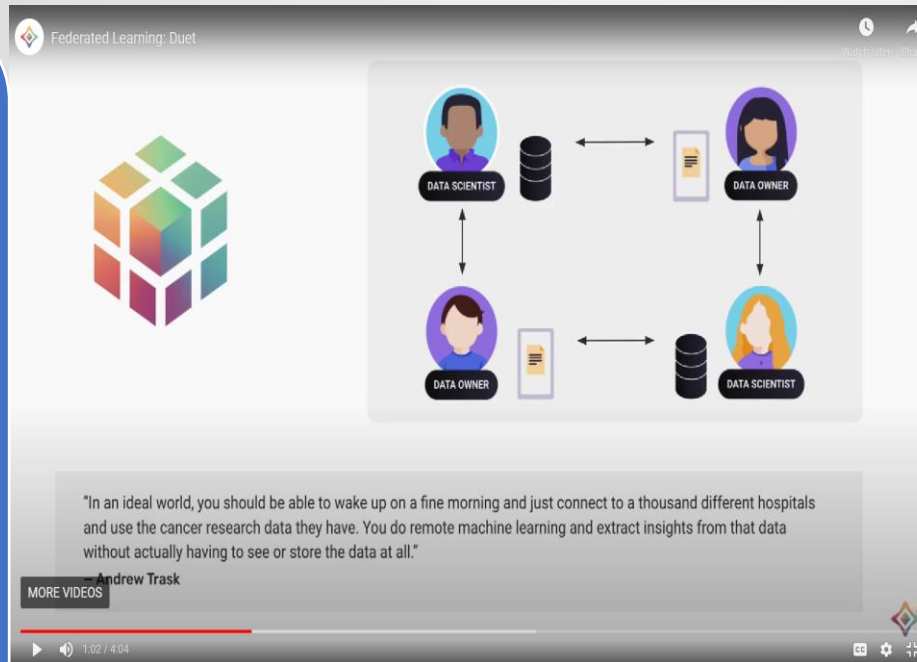 Federated Learning: Duet
Watch later
DATA SCIENTIST
DATA OWNER
DATA OWNER
DATA SCIENTIST
"In an ideal world, you should be able to wake up on a fine morning and just connect to a thousand different hospitals
and use the cancer research data they have. You do remote machine learning and extract insights from that data
without actually having to see or store the data at all."
– Andrew Trask
MORE VIDEOS
1:02 / 4:04
CC